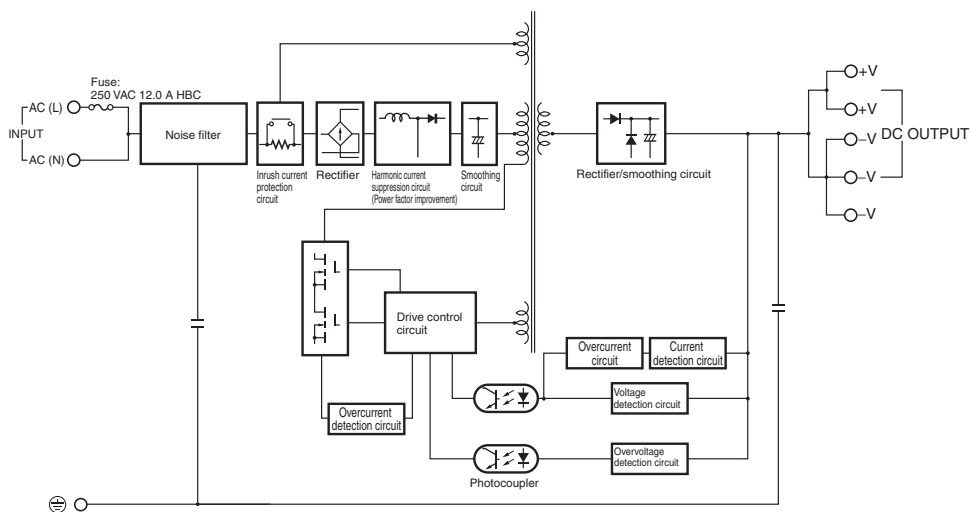 Fuse:
250 VAC 12.0 A HBC
AC (L)
INPUT
AC (N)
Noise filter
Inrush current
protection
circuit
Rectifier
Harmonic current
suppression circuit
(Power factor improvement)
Smoothing
circuit
Rectifier/smoothing circuit
+V
+V
DC OUTPUT
–V
–V
–V
Drive control
circuit
Overcurrent
detection circuit
Overcurrent
circuit
Current
detection circuit
Voltage
detection circuit
Overvoltage
detection circuit
Photocoupler